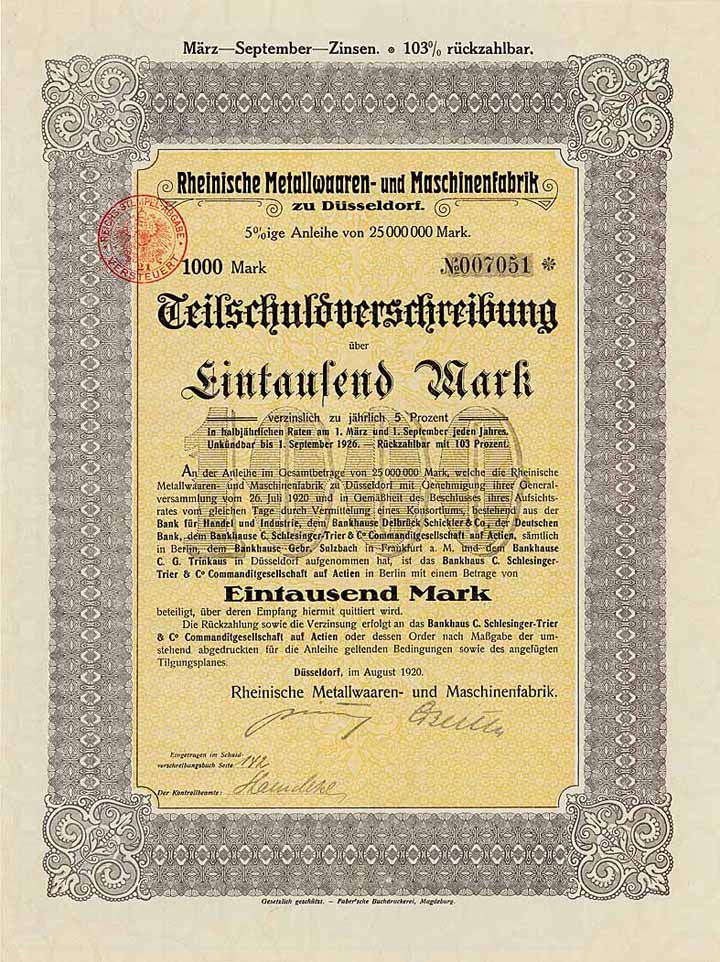 März—September—Zinsen. * 103% rückzahlbar.
Rheinische Metallwaaren- und Maschinenfabrik
zu Düsseldorf.
5%ige Anleihe von 25 000 000 Mark.
REICHS-STEMPELABGABE
VERSTEUERT
21
1000 Mark №007051 *
Teilschuldverschreibung
über
Eintausend Mark
1000
verzinslich zu jährlich 5 Prozent
in halbjährlichen Raten am 1. März und 1. September jeden Jahres.
Unkündbar bis 1. September 1926. Rückzahlbar mit 103 Prozent.
An der Anleihe im Gesamtbetrage von 25 000 000 Mark, welche die Rheinische
Metallwaaren- und Maschinenfabrik zu Düsseldorf mit Genehmigung ihrer General-
versammlung vom 26. Juli 1920 und in Gemäßheit des Beschlusses ihres Aufsichts-
rates vom gleichen Tage durch Vermittelung eines Konsortiums, bestehend aus der
Bank für Handel und Industrie, dem Bankhause Delbrück Schickler & Co., der Deutschen
Bank, dem Bankhause C. Schlesinger-Trier & Co Commanditgesellschaft auf Actien, sämtlich
in Berlin, dem Bankhause Gebr. Sulzbach in Frankfurt a. M. und dem Bankhause
C. G. Trinkaus in Düsseldorf aufgenommen hat, ist das Bankhaus C. Schlesinger-
Trier & Co Commanditgesellschaft auf Actien in Berlin mit einem Betrage von
Eintausend Mark
beteiligt, über deren Empfang hiermit quittiert wird.
Die Rückzahlung sowie die Verzinsung erfolgt an das Bankhaus C. Schlesinger-Trier
& Co Commanditgesellschaft auf Actien oder dessen Order nach Maßgabe der um-
stehend abgedruckten für die Anleihe geltenden Bedingungen sowie des angefügten
Tilgungsplanes.
Düsseldorf, im August 1920.
Rheinische Metallwaaren- und Maschinenfabrik.
Eingetragen im Schuld-
verschreibungsbuch Seite 142
Der Kontrollbeamte:
Gesetzlich geschützt. – Faber'sche Buchdruckerei, Magdeburg.